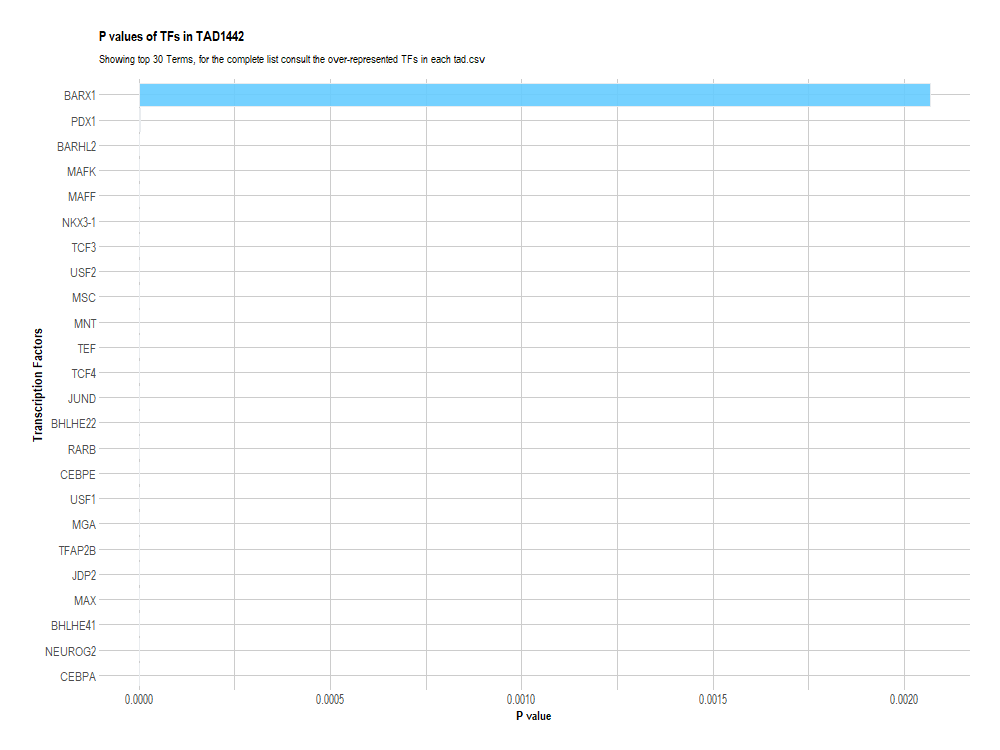 P values of TFs in TAD1442
Showing top 30 Terms, for the complete list consult the over-represented TFs in each tad.csv
Transcription Factors
BARX1
PDX1
BARHL2
MAFK
MAFF
NKX3-1
TCF3
USF2
MSC
MNT
TEF
TCF4
JUND
BHLHE22
RARB
CEBPE
USF1
MGA
TFAP2B
JDP2
MAX
BHLHE41
NEUROG2
CEBPA
0.0000 0.0005 0.0010 0.0015 0.0020
P value